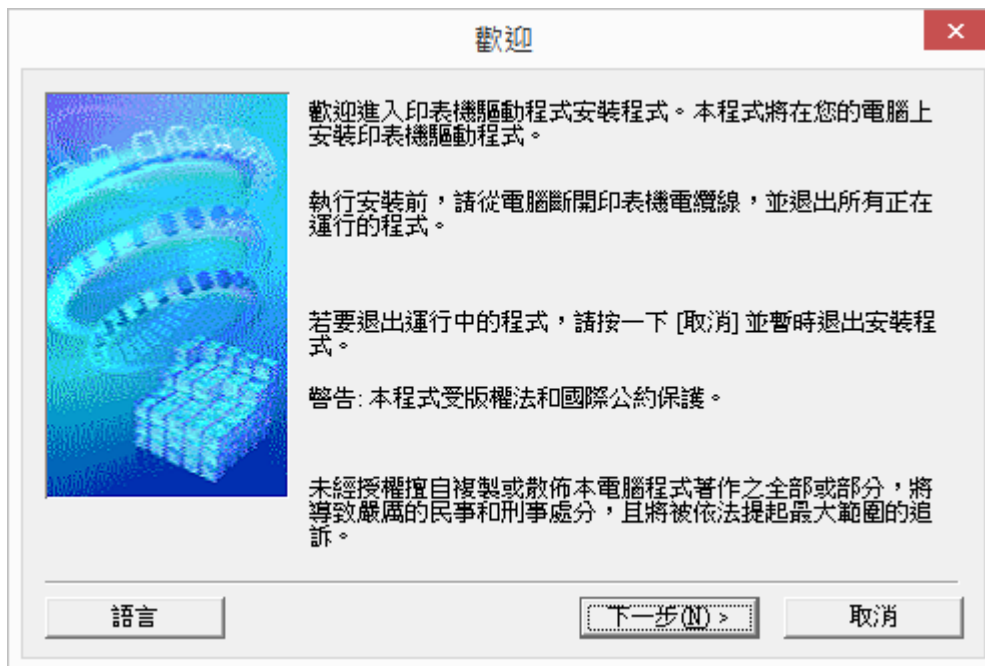 歡迎
歡迎進入印表機驅動程式安裝程式。本程式將在您的電腦上
安裝印表機驅動程式。
執行安裝前，請從電腦斷開印表機電纜線，並退出所有正在
運行的程式。
若要退出運行中的程式，請按一下 [取消] 並暫時退出安裝程
式。
警告: 本程式受版權法和國際公約保護。
未經授權擅自複製或散佈本電腦程式著作之全部或部分，將
導致嚴厲的民事和刑事處分，且將被依法提起最大範圍的追
訴。
語言
下一步(N) >
取消